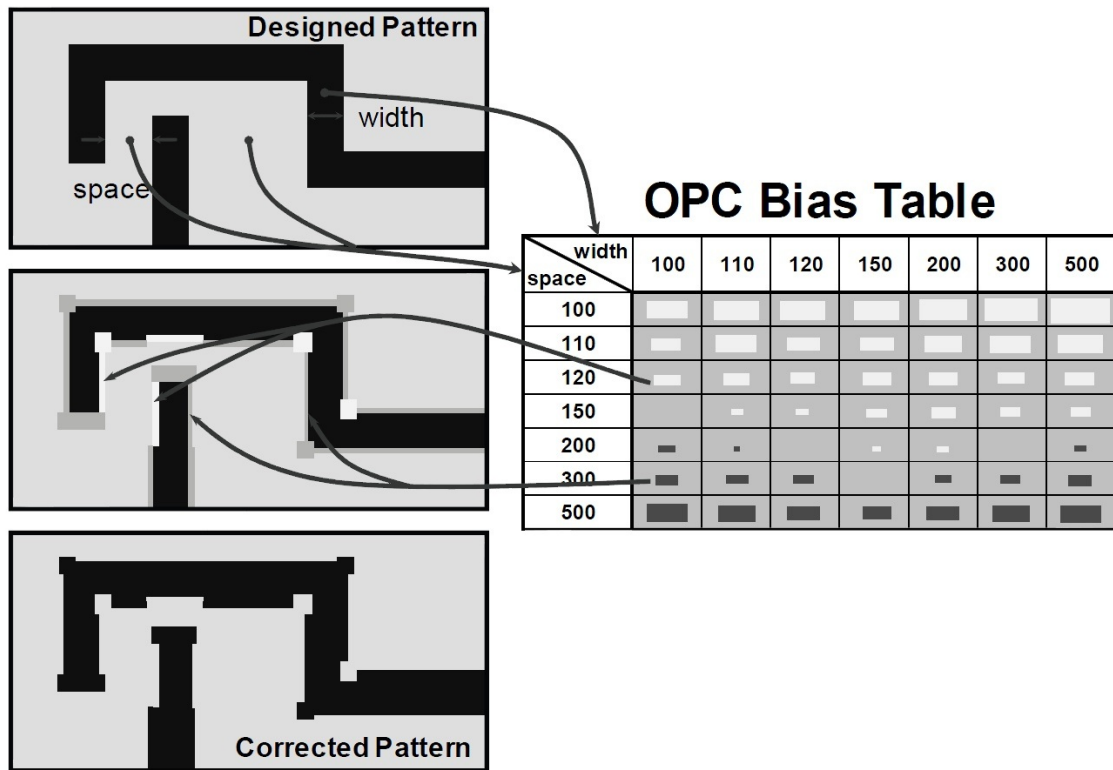 Designed Pattern
width
space
OPC Bias Table
width
space
100 110 120 150 200 300 500
100
110
120
150
200
300
500
Corrected Pattern